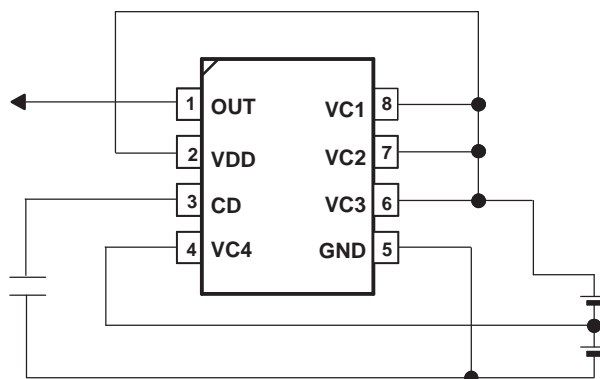 1 OUT VC1 8
2 VDD VC2 7
3 CD VC3 6
4 VC4 GND 5